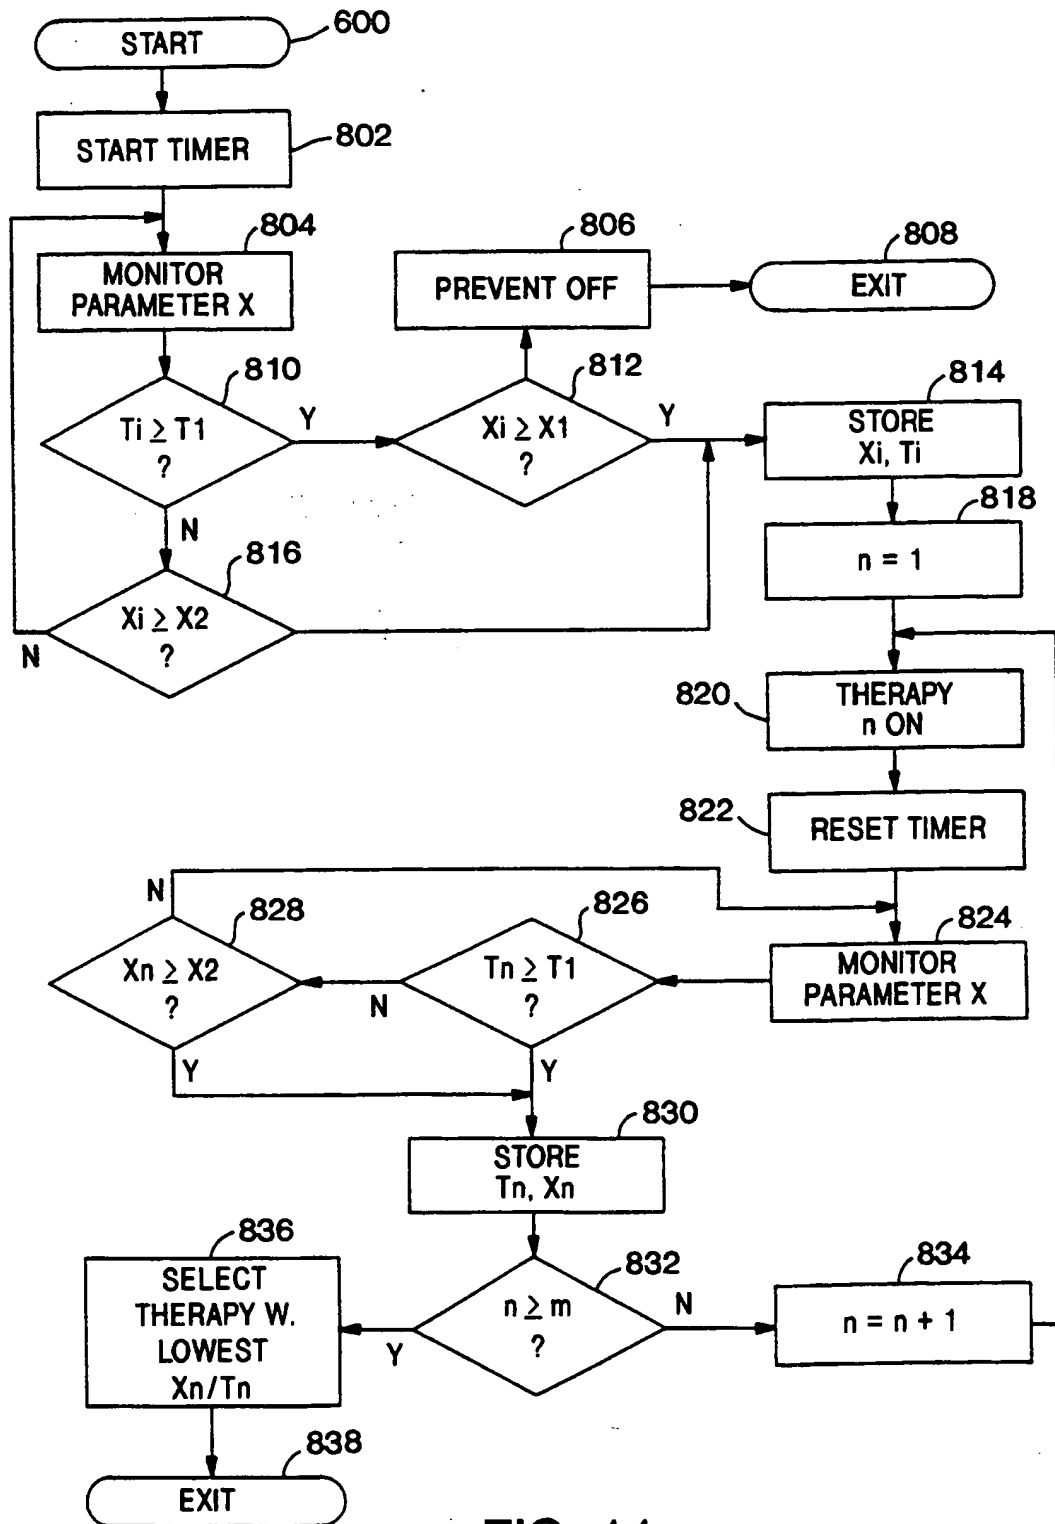 START
600
START TIMER
802
804
MONITOR
PARAMETER X
806
PREVENT OFF
808
EXIT
810
Ti ≥ T1
?
Y
N
812
Xi ≥ X1
?
Y
814
STORE
Xi, Ti
816
Xi ≥ X2
?
N
818
n = 1
820
THERAPY
n ON
822
RESET TIMER
824
MONITOR
PARAMETER X
826
Tn ≥ T1
?
N
Y
828
Xn ≥ X2
?
N
Y
830
STORE
Tn, Xn
832
n ≥ m
?
N
Y
834
n = n + 1
836
SELECT
THERAPY W.
LOWEST
Xn/Tn
838
EXIT